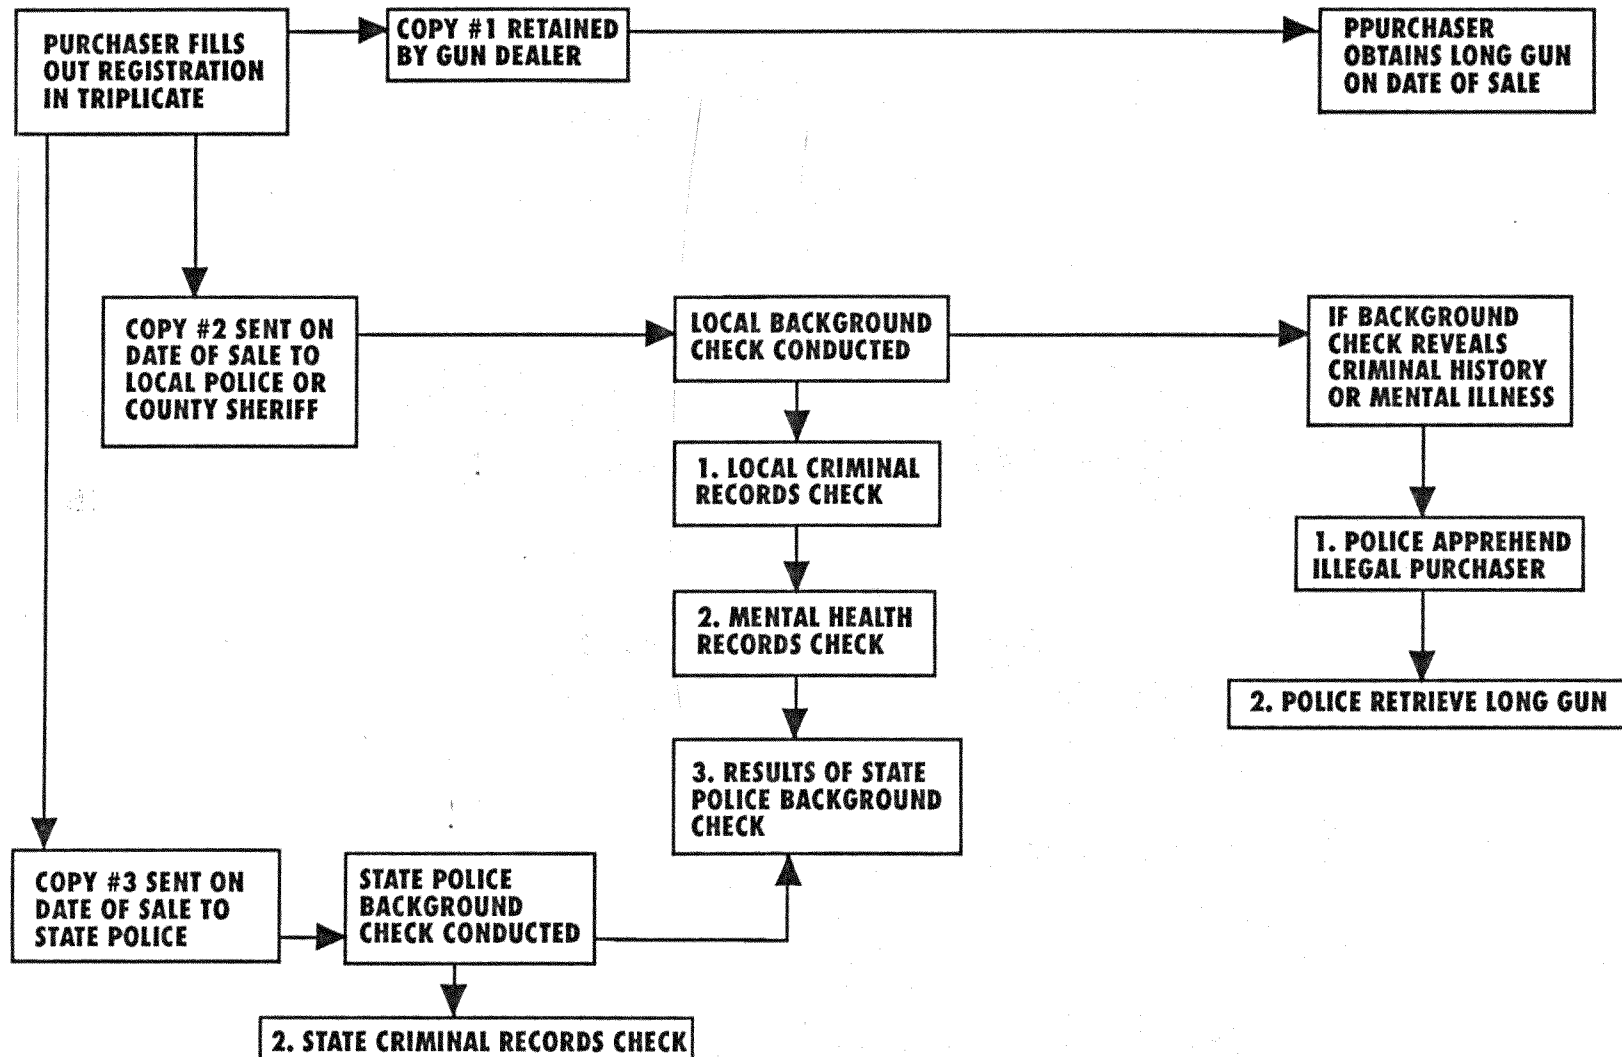 PURCHASER FILLS
OUT REGISTRATION
IN TRIPLICATE
COPY #1 RETAINED
BY GUN DEALER
PPURCHASER
OBTAINS LONG GUN
ON DATE OF SALE
COPY #2 SENT ON
DATE OF SALE TO
LOCAL POLICE OR
COUNTY SHERIFF
LOCAL BACKGROUND
CHECK CONDUCTED
IF BACKGROUND
CHECK REVEALS
CRIMINAL HISTORY
OR MENTAL ILLNESS
1. LOCAL CRIMINAL
RECORDS CHECK
1. POLICE APPREHEND
ILLEGAL PURCHASER
2. MENTAL HEALTH
RECORDS CHECK
2. POLICE RETRIEVE LONG GUN
3. RESULTS OF STATE
POLICE BACKGROUND
CHECK
COPY #3 SENT ON
DATE OF SALE TO
STATE POLICE
STATE POLICE
BACKGROUND
CHECK CONDUCTED
2. STATE CRIMINAL RECORDS CHECK